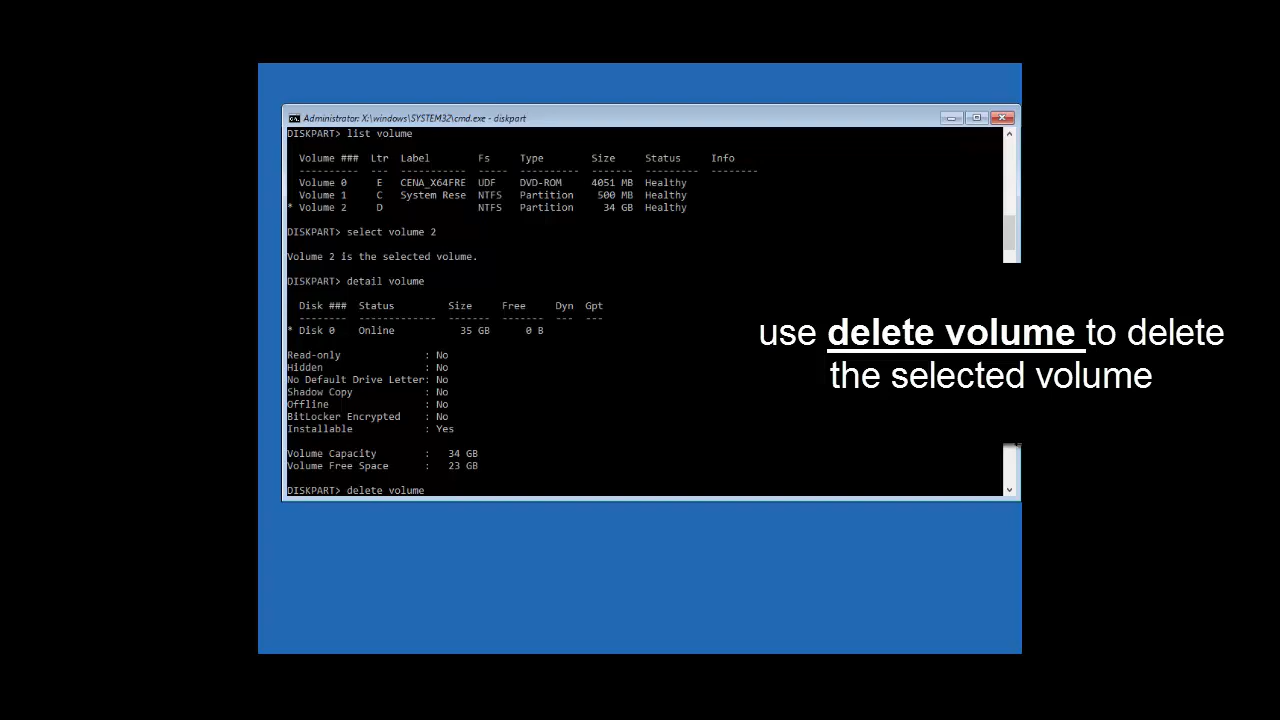 Administrator: X:\windows\SYSTEM32\cmd.exe - diskpart
DISKPART> list volume
Volume ### Ltr Label Fs Type Size Status Info
---------- --- ----------- ----- ---------- ------- --------- --------
Volume 0 E CENA_X64FRE UDF DVD-ROM 4051 MB Healthy
Volume 1 C System Rese NTFS Partition 500 MB Healthy
* Volume 2 D NTFS Partition 34 GB Healthy
DISKPART> select volume 2
Volume 2 is the selected volume.
DISKPART> detail volume
Disk ### Status Size Free Dyn Gpt
-------- ------------- ------- ------- --- ---
* Disk 0 Online 35 GB 0 B
Read-only : No
Hidden : No
No Default Drive Letter: No
Shadow Copy : No
Offline : No
BitLocker Encrypted : No
Installable : Yes
Volume Capacity : 34 GB
Volume Free Space : 23 GB
DISKPART> delete volume
use delete volume to delete
the selected volume